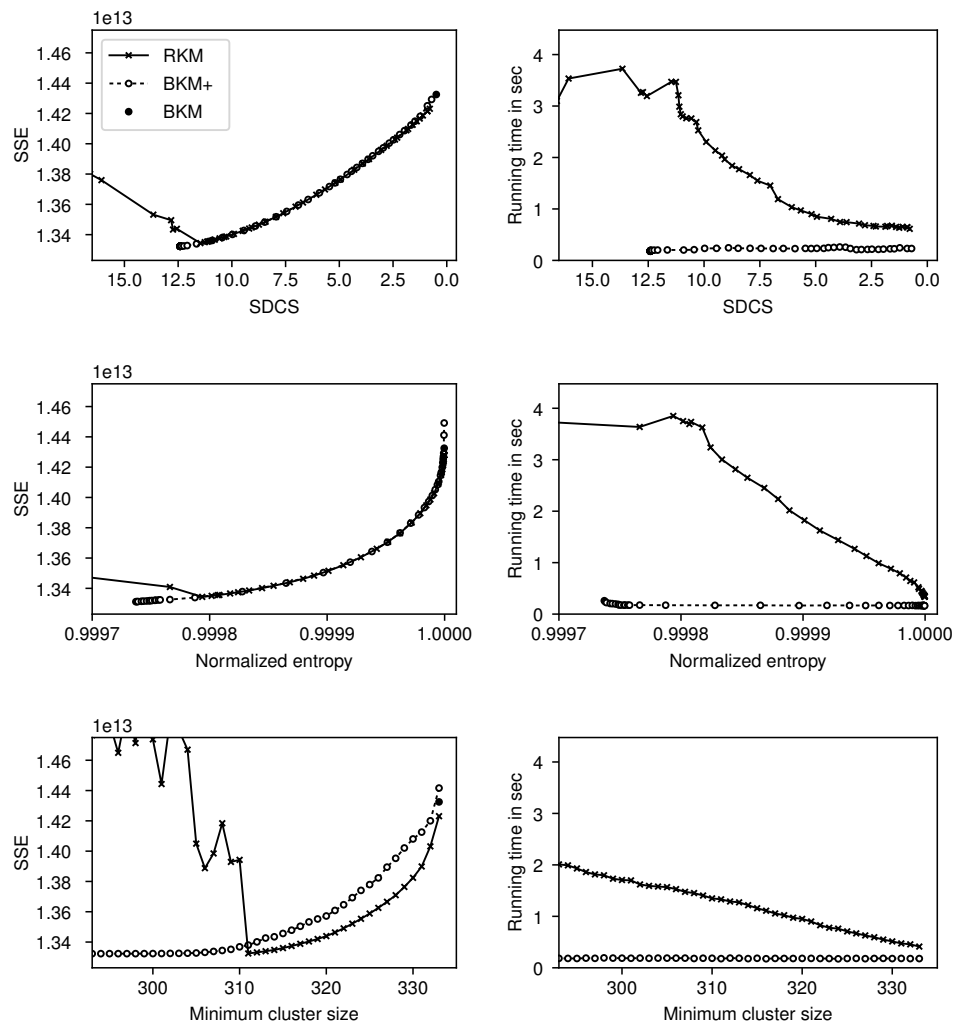 1e13
1.46
1.44
1.42
1.40
1.38
1.36
1.34
SSE
15.0 12.5 10.0 7.5 5.0 2.5 0.0
SDCS
RKM
BKM+
BKM
4
3
2
1
0
Running time in sec
15.0 12.5 10.0 7.5 5.0 2.5 0.0
SDCS
1e13
1.46
1.44
1.42
1.40
1.38
1.36
1.34
SSE
0.9997 0.9998 0.9999 1.0000
Normalized entropy
4
3
2
1
0
Running time in sec
0.9997 0.9998 0.9999 1.0000
Normalized entropy
1e13
1.46
1.44
1.42
1.40
1.38
1.36
1.34
SSE
300 310 320 330
Minimum cluster size
4
3
2
1
0
Running time in sec
300 310 320 330
Minimum cluster size